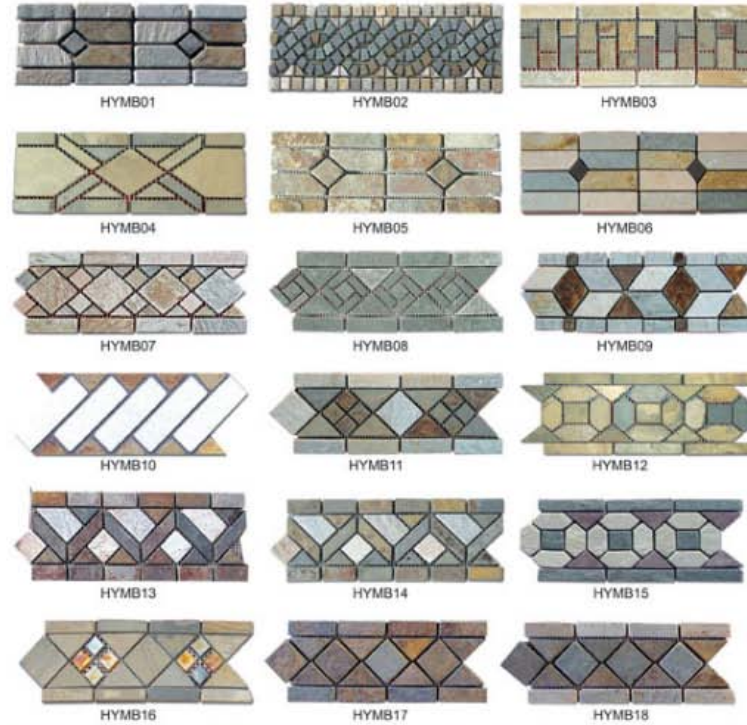 HYMB01 HYMB02 HYMB03
HYMB04 HYMB05 HYMB06
HYMB07 HYMB08 HYMB09
HYMB10 HYMB11 HYMB12
HYMB13 HYMB14 HYMB15
HYMB16 HYMB17 HYMB18